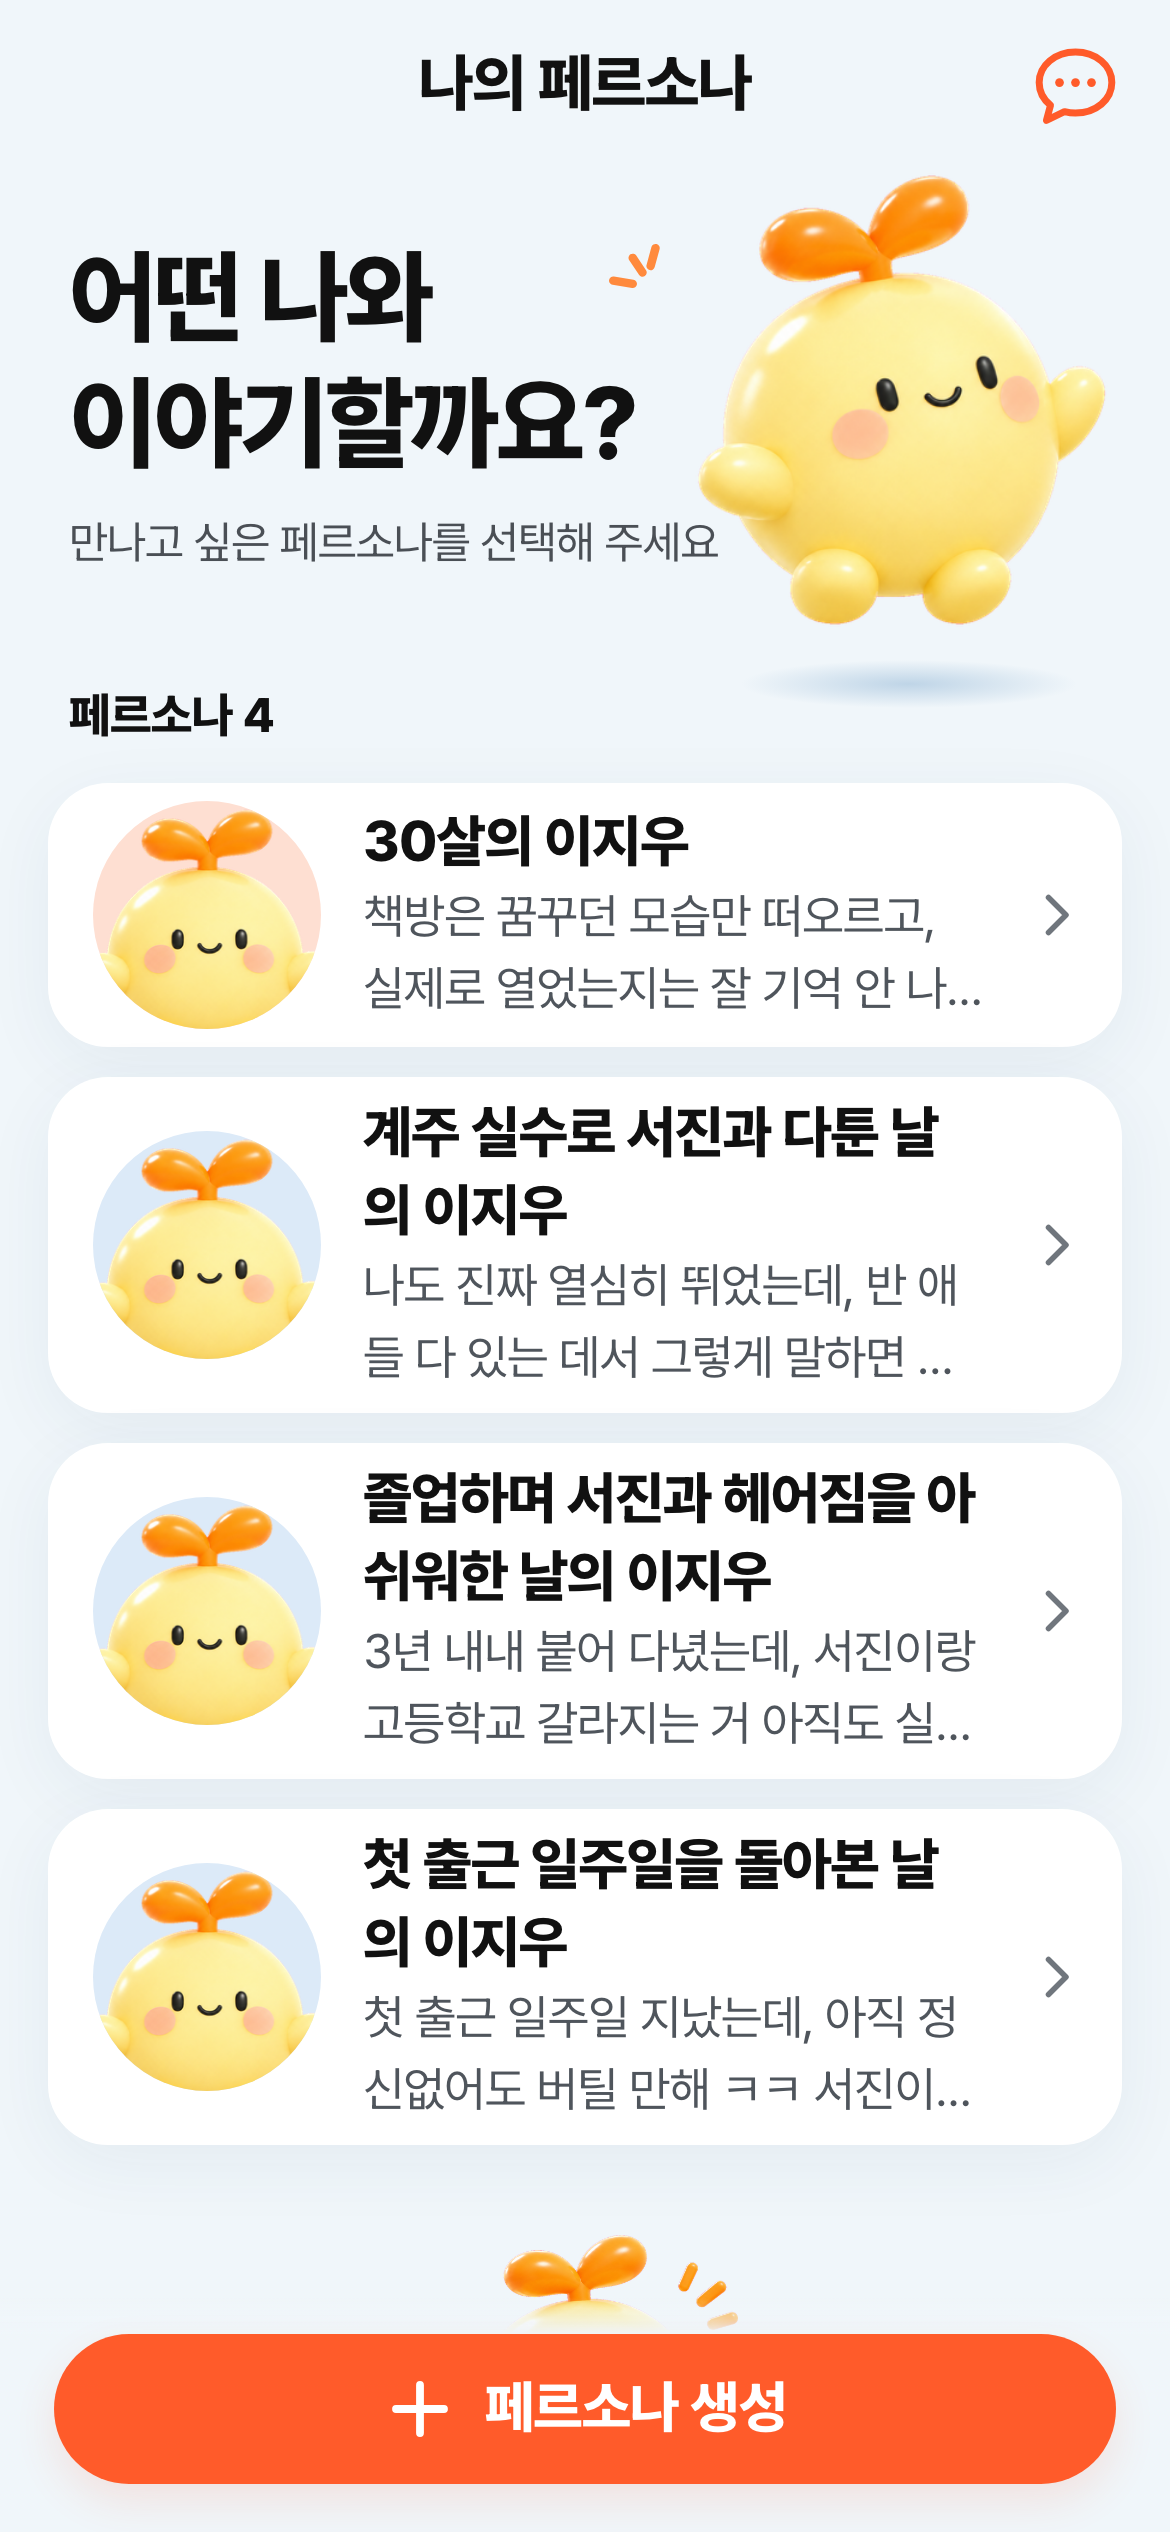 나의 페르소나
어떤 나와
이야기할까요?
만나고 싶은 페르소나를 선택해 주세요
페르소나 4
30살의 이지우
책방은 꿈꾸던 모습만 떠오르고,
실제로 열었는지는 잘 기억 안 나...
계주 실수로 서진과 다툰 날
의 이지우
나도 진짜 열심히 뛰었는데, 반 애
들 다 있는 데서 그렇게 말하면 ...
졸업하며 서진과 헤어짐을 아
쉬워한 날의 이지우
3년 내내 붙어 다녔는데, 서진이랑
고등학교 갈라지는 거 아직도 실...
첫 출근 일주일을 돌아본 날
의 이지우
첫 출근 일주일 지났는데, 아직 정
신없어도 버틸 만해 ㅋㅋ 서진이...
페르소나 생성